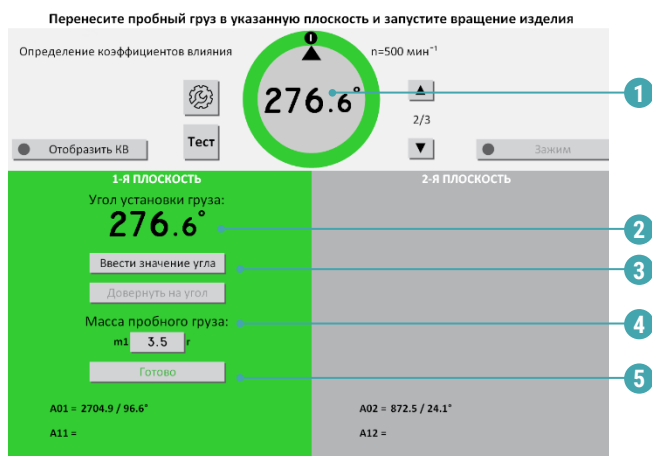 Перенесите пробный груз в указанную плоскость и запустите вращение изделия
Определение коэффициентов влияния
n=500 мин⁻¹
276.6°
1
2/3
Тест
Отобразить КВ
Зажим
1-Я ПЛОСКОСТЬ
2-Я ПЛОСКОСТЬ
Угол установки груза:
276.6°
2
Ввести значение угла
3
Довернуть на угол
Масса пробного груза:
4
m1 3.5 г
Готово
5
A01 = 2704.9 / 96.6°
A02 = 872.5 / 24.1°
A11 =
A12 =